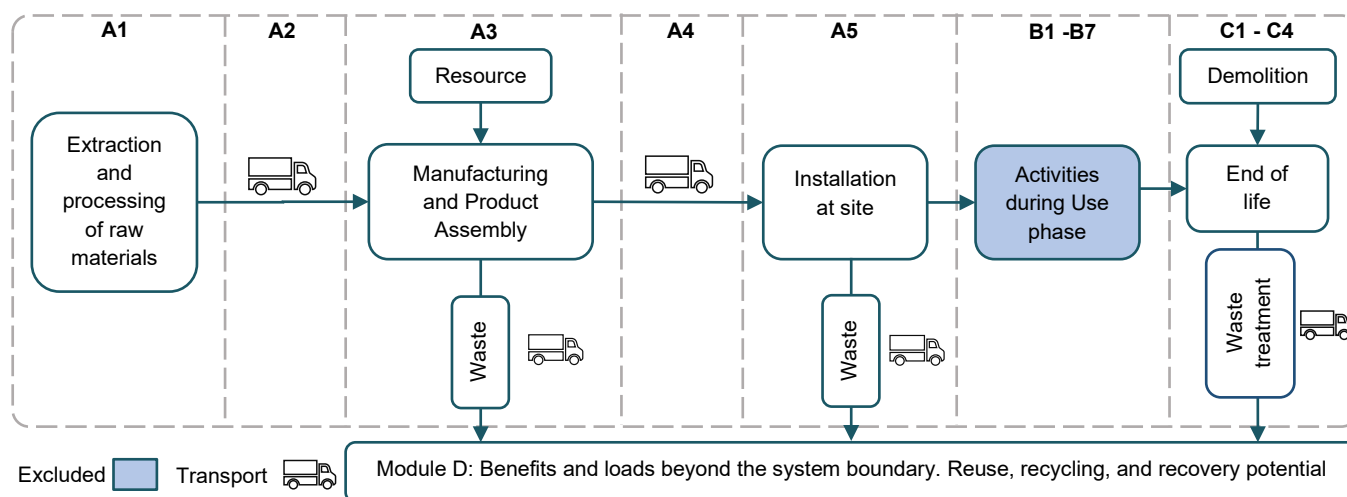 A1
A2
A3
A4
A5
B1 -B7
C1 - C4
Resource
Demolition
Extraction
and
processing
of raw
materials
Manufacturing
and Product
Assembly
Installation
at site
Activities
during Use
phase
End of
life
Waste
Waste
Waste
treatment
Module D: Benefits and loads beyond the system boundary. Reuse, recycling, and recovery potential
Excluded
Transport